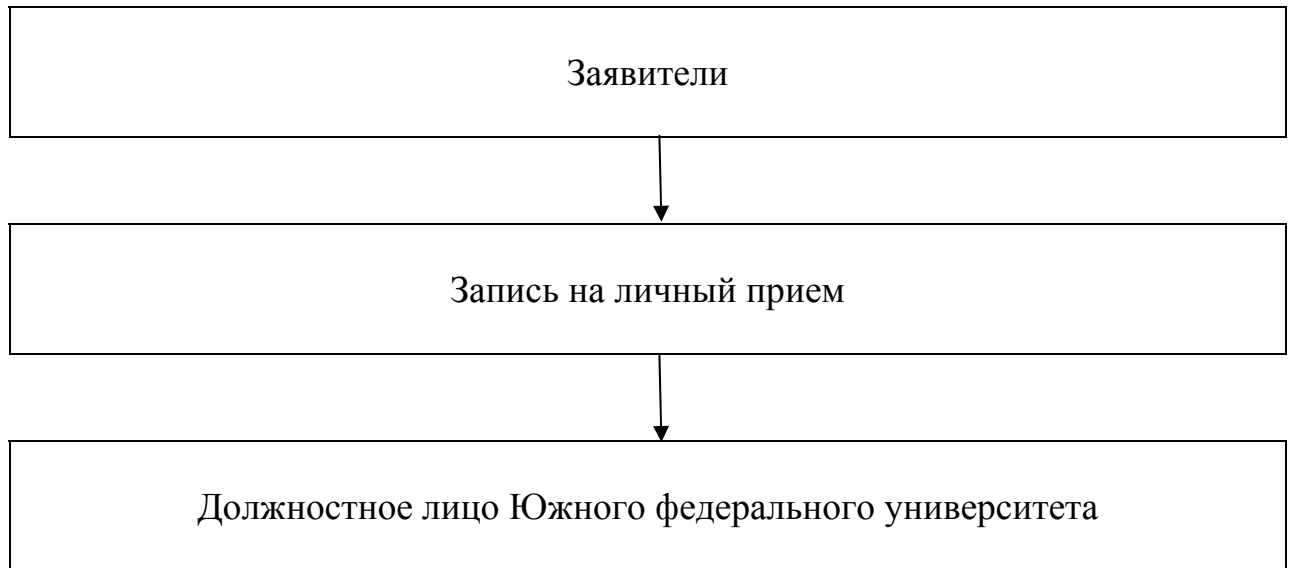 Заявители
Запись на личный прием
Должностное лицо Южного федерального университета